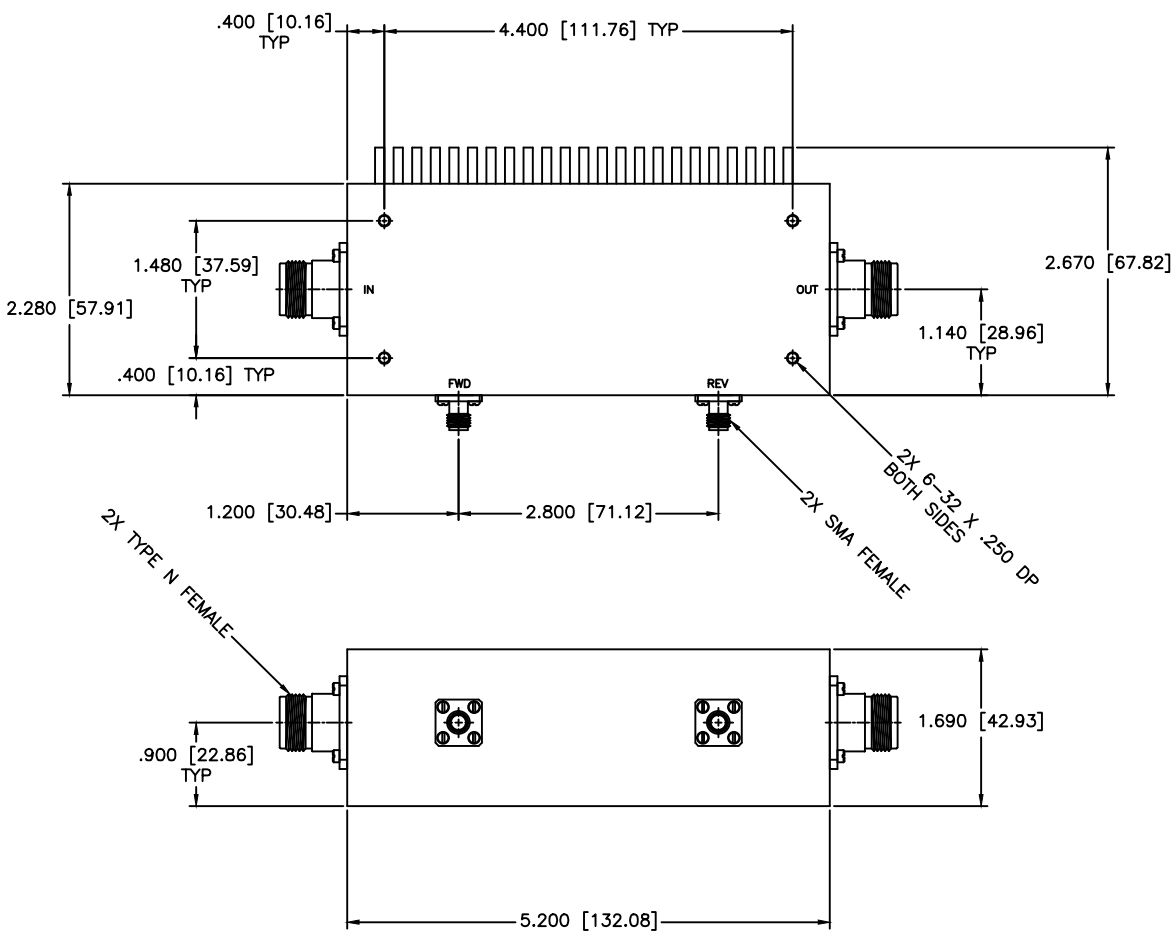 .400 [10.16]
TYP
4.400 [111.76] TYP
1.480 [37.59]
TYP
2.280 [57.91]
.400 [10.16] TYP
IN
OUT
2.670 [67.82]
1.140 [28.96]
TYP
FWD
REV
2X 6-32 X .250 DP
BOTH SIDES
1.200 [30.48]
2.800 [71.12]
2X SMA FEMALE
2X TYPE N FEMALE
.900 [22.86]
TYP
1.690 [42.93]
5.200 [132.08]